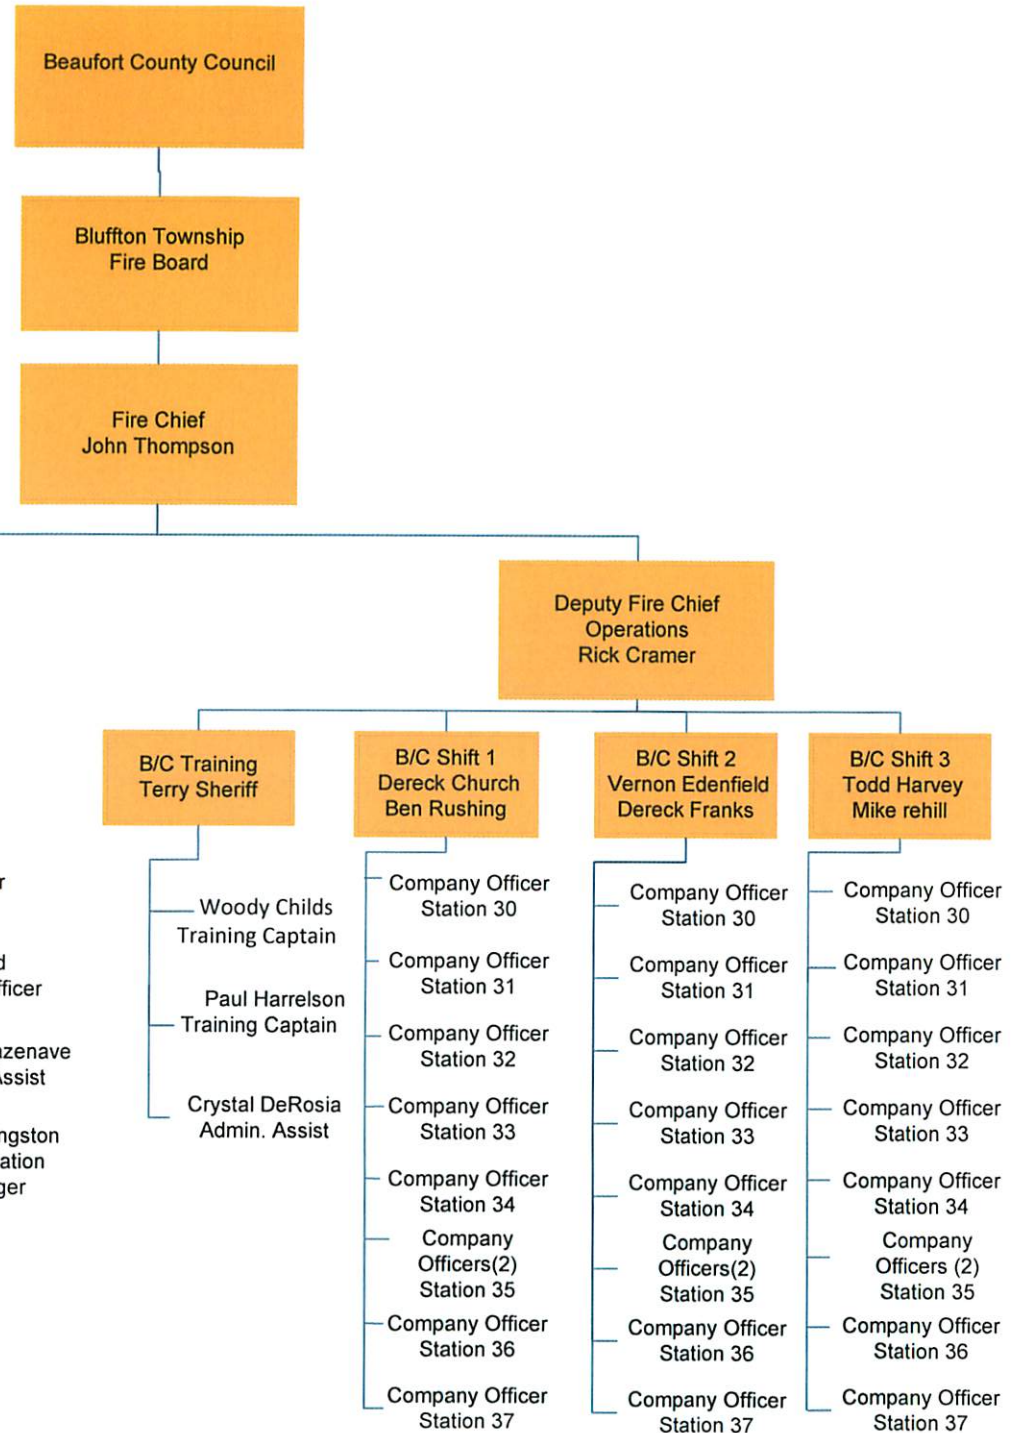 Beaufort County Council
Bluffton Township
Fire Board
Fire Chief
John Thompson
Deputy Fire Chief
Operations
Rick Cramer
B/C Training
Terry Sheriff
Woody Childs
Training Captain
Paul Harrelson
Training Captain
Crystal DeRosia
Admin. Assist
B/C Shift 1
Dereck Church
Ben Rushing
Company Officer
Station 30
Company Officer
Station 31
Company Officer
Station 32
Company Officer
Station 33
Company Officer
Station 34
Company
Officers(2)
Station 35
Company Officer
Station 36
Company Officer
Station 37
B/C Shift 2
Vernon Edenfield
Dereck Franks
Company Officer
Station 30
Company Officer
Station 31
Company Officer
Station 32
Company Officer
Station 33
Company Officer
Station 34
Company
Officers(2)
Station 35
Company Officer
Station 36
Company Officer
Station 37
B/C Shift 3
Todd Harvey
Mike rehill
Company Officer
Station 30
Company Officer
Station 31
Company Officer
Station 32
Company Officer
Station 33
Company Officer
Station 34
Company
Officers (2)
Station 35
Company Officer
Station 36
Company Officer
Station 37
Assist